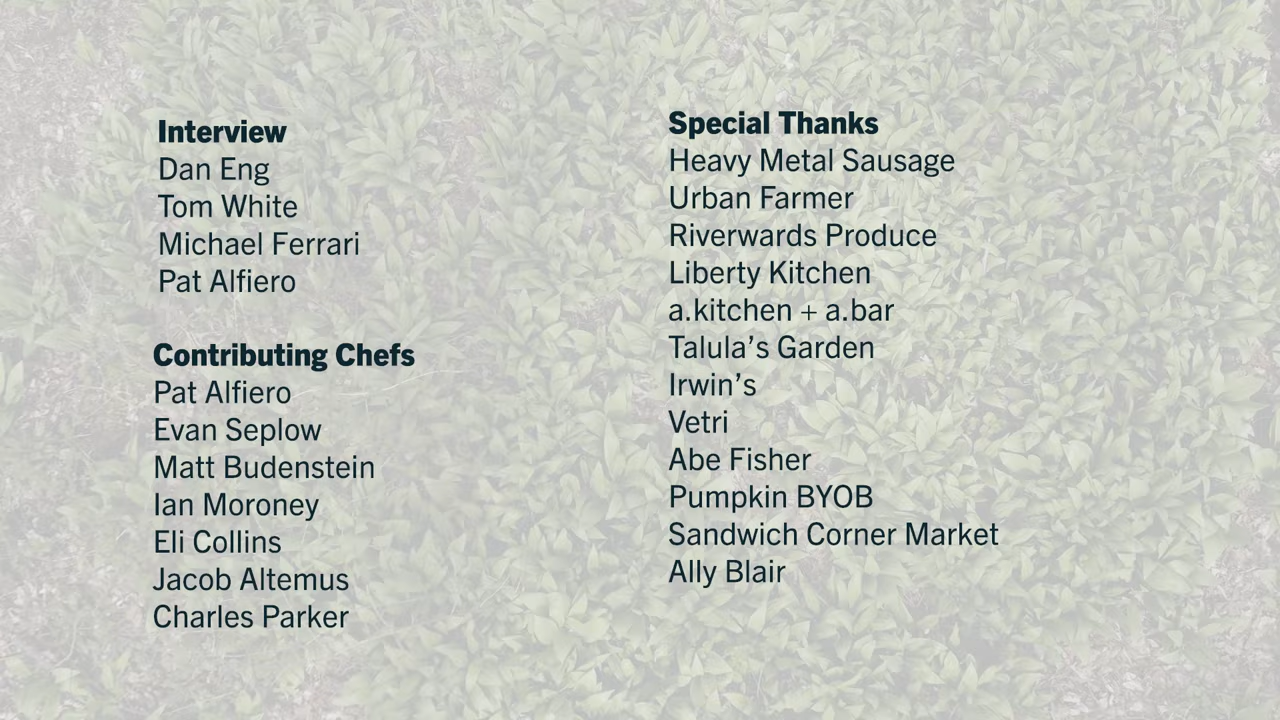 Interview
Dan Eng
Tom White
Michael Ferrari
Pat Alfiero
Contributing Chefs
Pat Alfiero
Evan Seplow
Matt Budenstein
Ian Moroney
Eli Collins
Jacob Altemus
Charles Parker
Special Thanks
Heavy Metal Sausage
Urban Farmer
Riverwards Produce
Liberty Kitchen
a.kitchen + a.bar
Talula’s Garden
Irwin’s
Vetri
Abe Fisher
Pumpkin BYOB
Sandwich Corner Market
Ally Blair